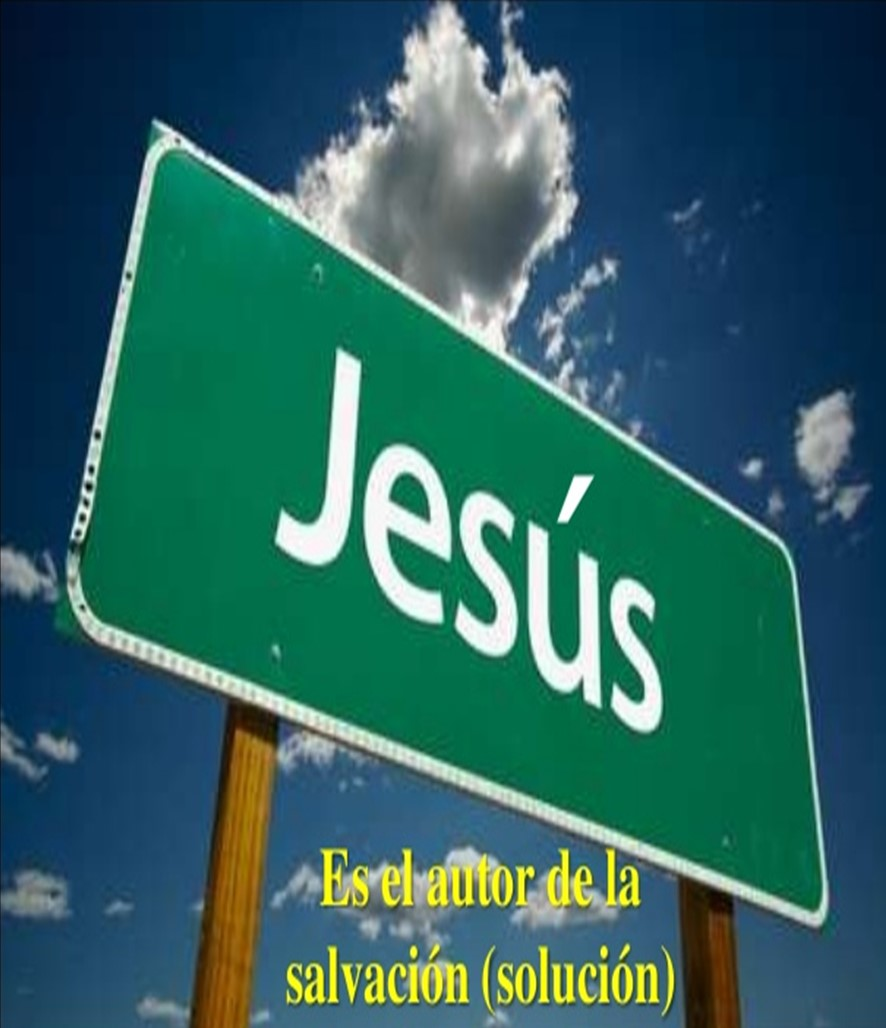 Jesús
Es el autor de la
salvación (solución)